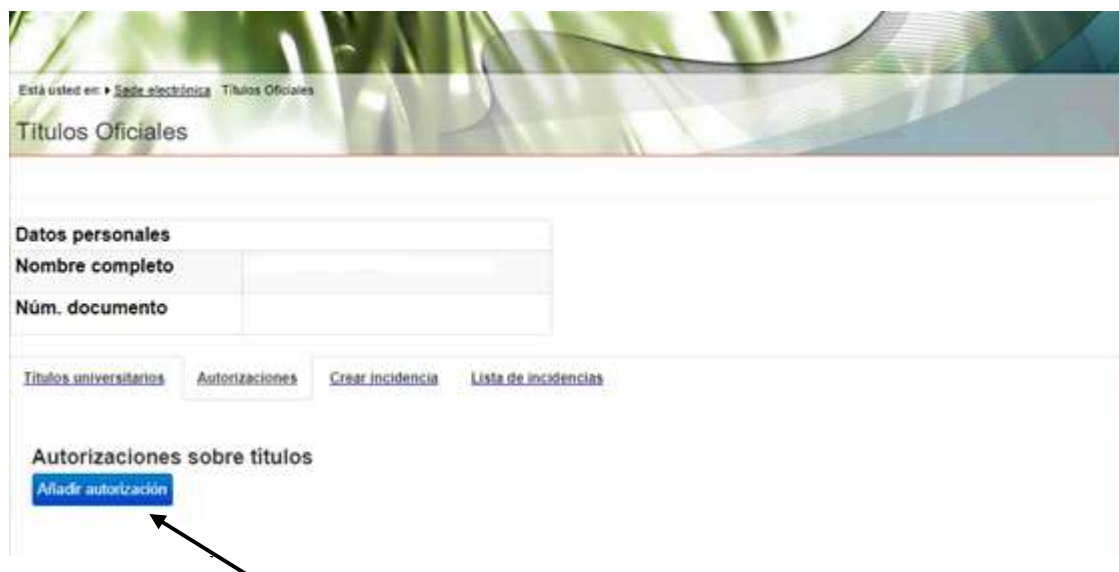 Está usted en: Sede electrónica Títulos Oficiales
Títulos Oficiales
Datos personales
Nombre completo
Núm. documento
Títulos universitarios Autorizaciones Crear incidencia Lista de incidencias
Autorizaciones sobre títulos
Añadir autorización